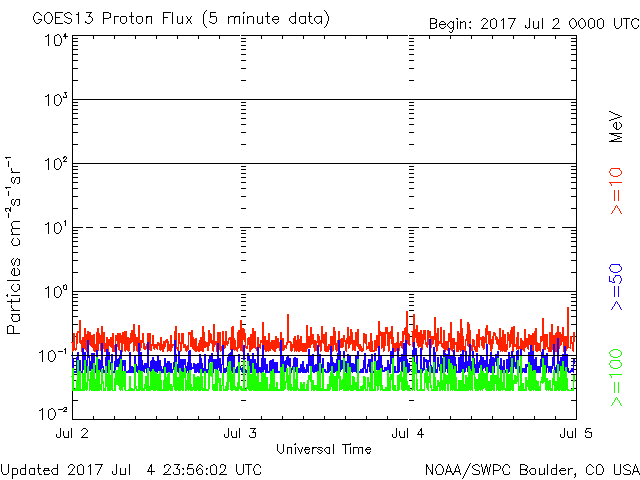 GOES13 Proton Flux (5 minute data)
Begin: 2017 Jul 2 0000 UTC
10⁴
10³
10²
10¹
10⁰
10⁻¹
10⁻²
Particles cm⁻²s⁻¹sr⁻¹
MeV
>=10
>=50
>=100
Jul 2
Jul 3
Jul 4
Jul 5
Universal Time
Updated 2017 Jul 4 23:56:02 UTC
NOAA/SWPC Boulder, CO USA